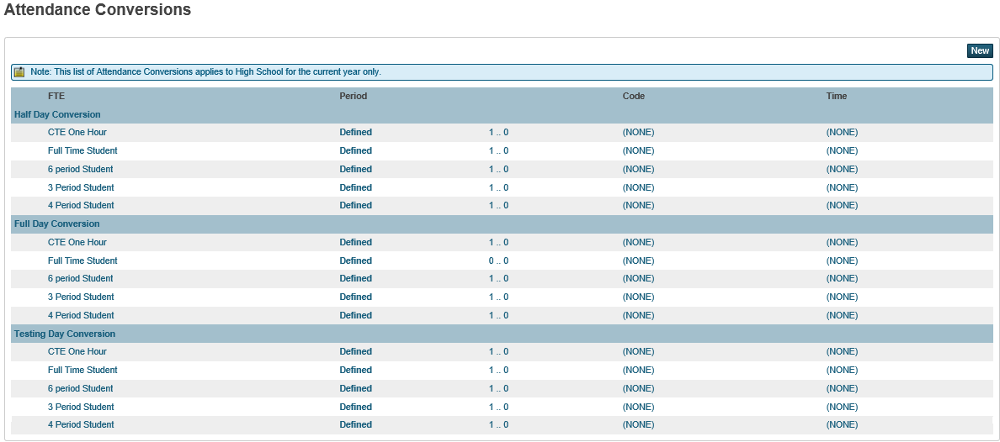 Attendance Conversions
New
Note: This list of Attendance Conversions applies to High School for the current year only.
FTE Period Code Time
Half Day Conversion
CTE One Hour Defined 1 .. 0 (NONE) (NONE)
Full Time Student Defined 1 .. 0 (NONE) (NONE)
6 period Student Defined 1 .. 0 (NONE) (NONE)
3 Period Student Defined 1 .. 0 (NONE) (NONE)
4 Period Student Defined 1 .. 0 (NONE) (NONE)
Full Day Conversion
CTE One Hour Defined 1 .. 0 (NONE) (NONE)
Full Time Student Defined 0 .. 0 (NONE) (NONE)
6 period Student Defined 1 .. 0 (NONE) (NONE)
3 Period Student Defined 1 .. 0 (NONE) (NONE)
4 Period Student Defined 1 .. 0 (NONE) (NONE)
Testing Day Conversion
CTE One Hour Defined 1 .. 0 (NONE) (NONE)
Full Time Student Defined 1 .. 0 (NONE) (NONE)
6 period Student Defined 1 .. 0 (NONE) (NONE)
3 Period Student Defined 1 .. 0 (NONE) (NONE)
4 Period Student Defined 1 .. 0 (NONE) (NONE)